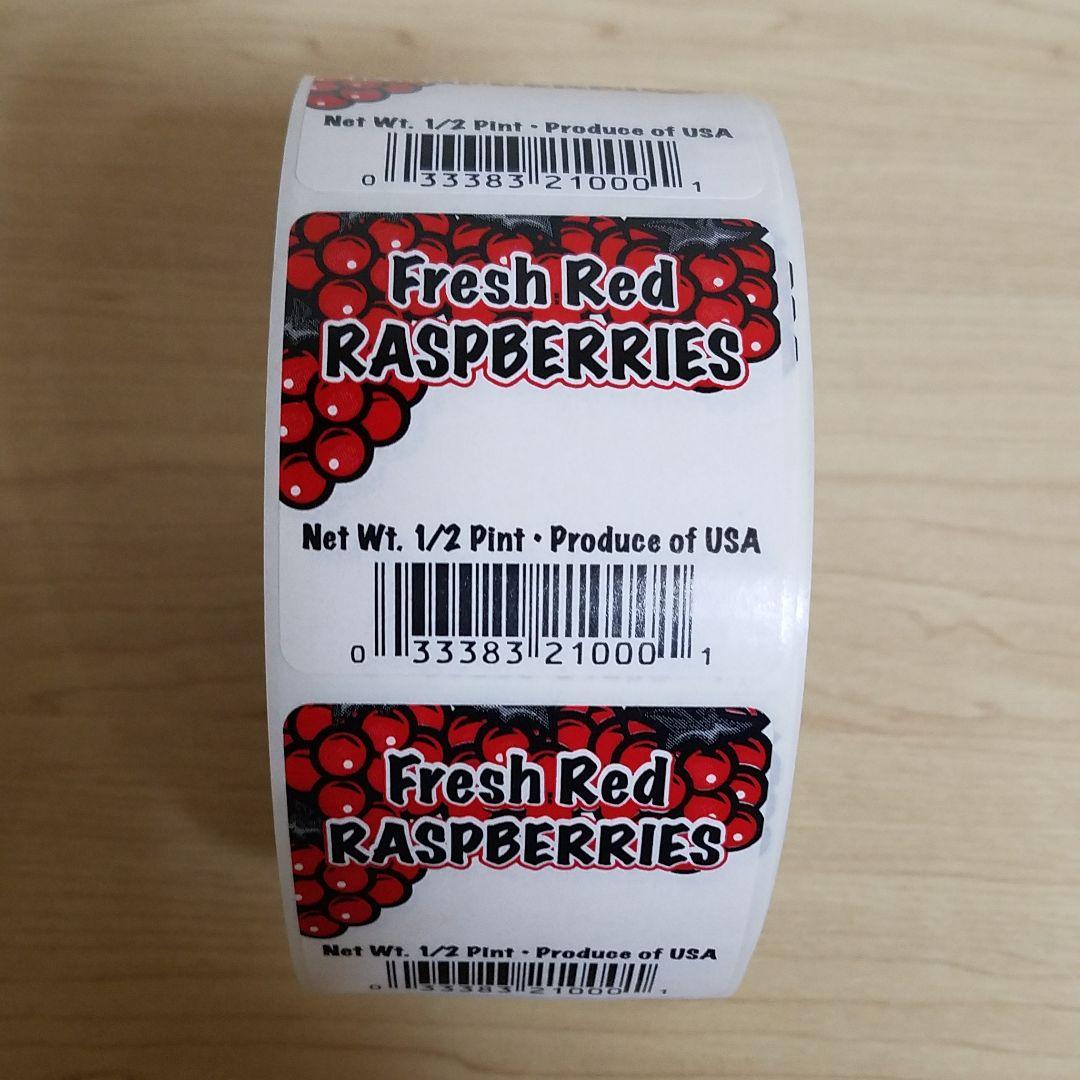 Net Wt. 1/2 Pint • Produce of USA
0 33383 21000 1
Fresh Red
RASPBERRIES
Net Wt. 1/2 Pint • Produce of USA
0 33383 21000 1
Fresh Red
RASPBERRIES
Net Wt. 1/2 Pint • Produce of USA
0 33383 21000 1